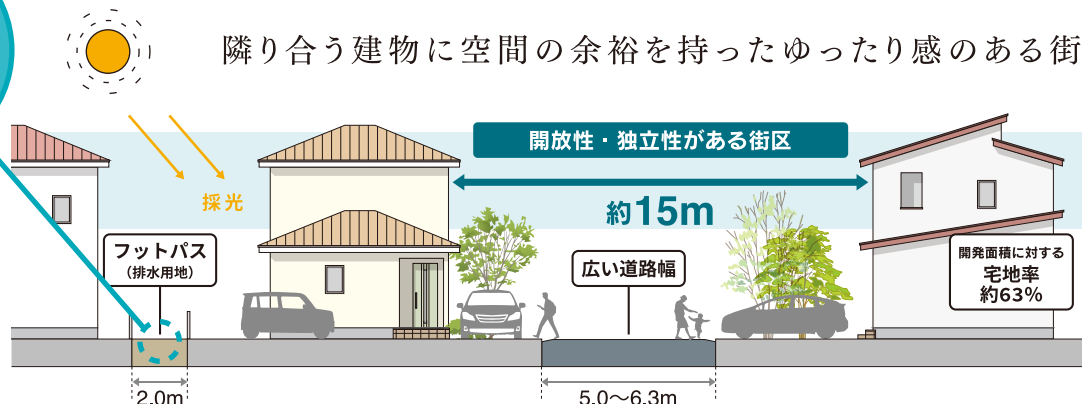 隣り合う建物に空間の余裕を持ったゆったり感のある街
開放性・独立性がある街区
採光
約15m
フットパス
(排水用地)
広い道路幅
開発面積に対する
宅地率
約63%
2.0m
5.0〜6.3m